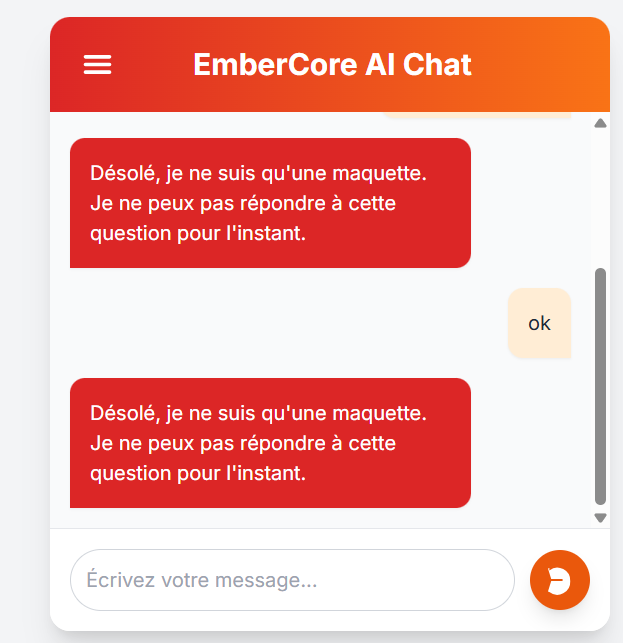 EmberCore AI Chat
Désolé, je ne suis qu'une maquette.
Je ne peux pas répondre à cette
question pour l'instant.
ok
Désolé, je ne suis qu'une maquette.
Je ne peux pas répondre à cette
question pour l'instant.
Écrivez votre message...